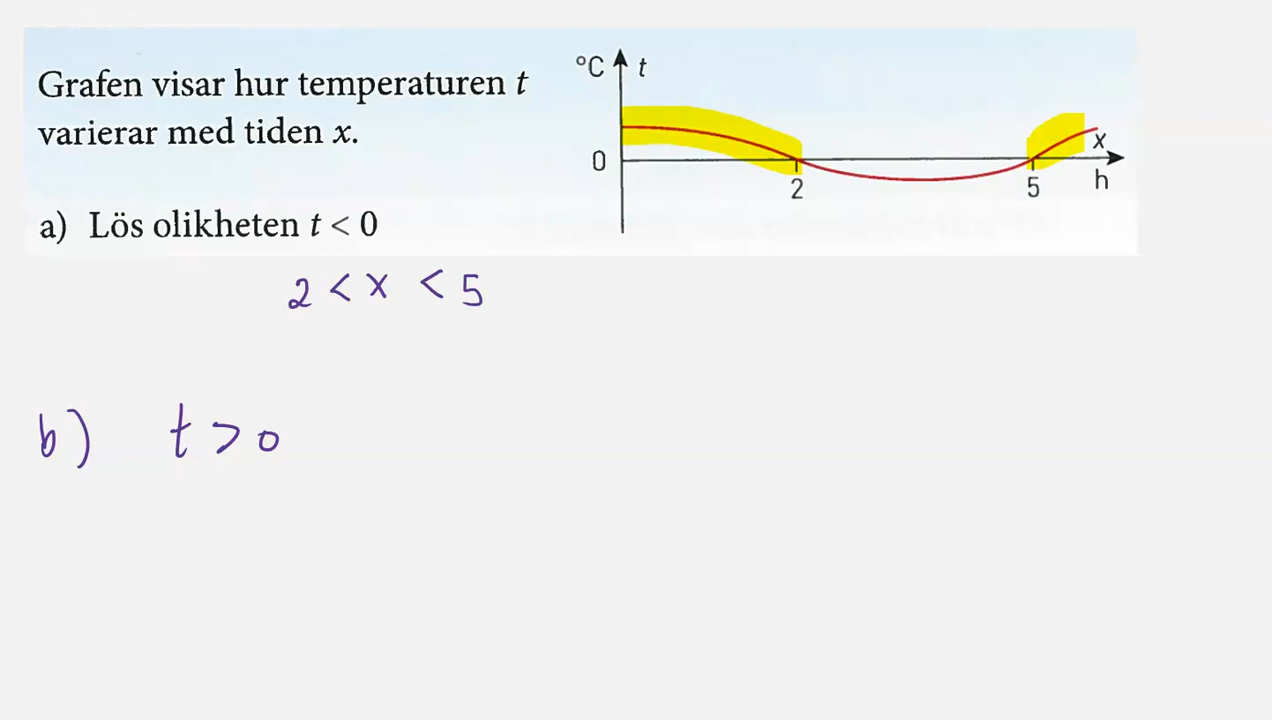 Grafen visar hur temperaturen t
varierar med tiden x.
a) Lös olikheten t < 0
°C t
0
2
5
x
h
2 < x < 5
b) t > 0